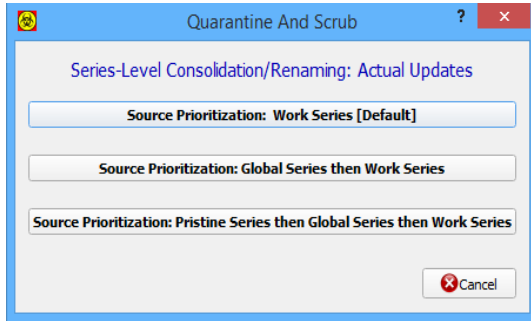 Quarantine And Scrub ? ×
Series-Level Consolidation/Renaming: Actual Updates
Source Prioritization: Work Series [Default]
Source Prioritization: Global Series then Work Series
Source Prioritization: Pristine Series then Global Series then Work Series
Cancel